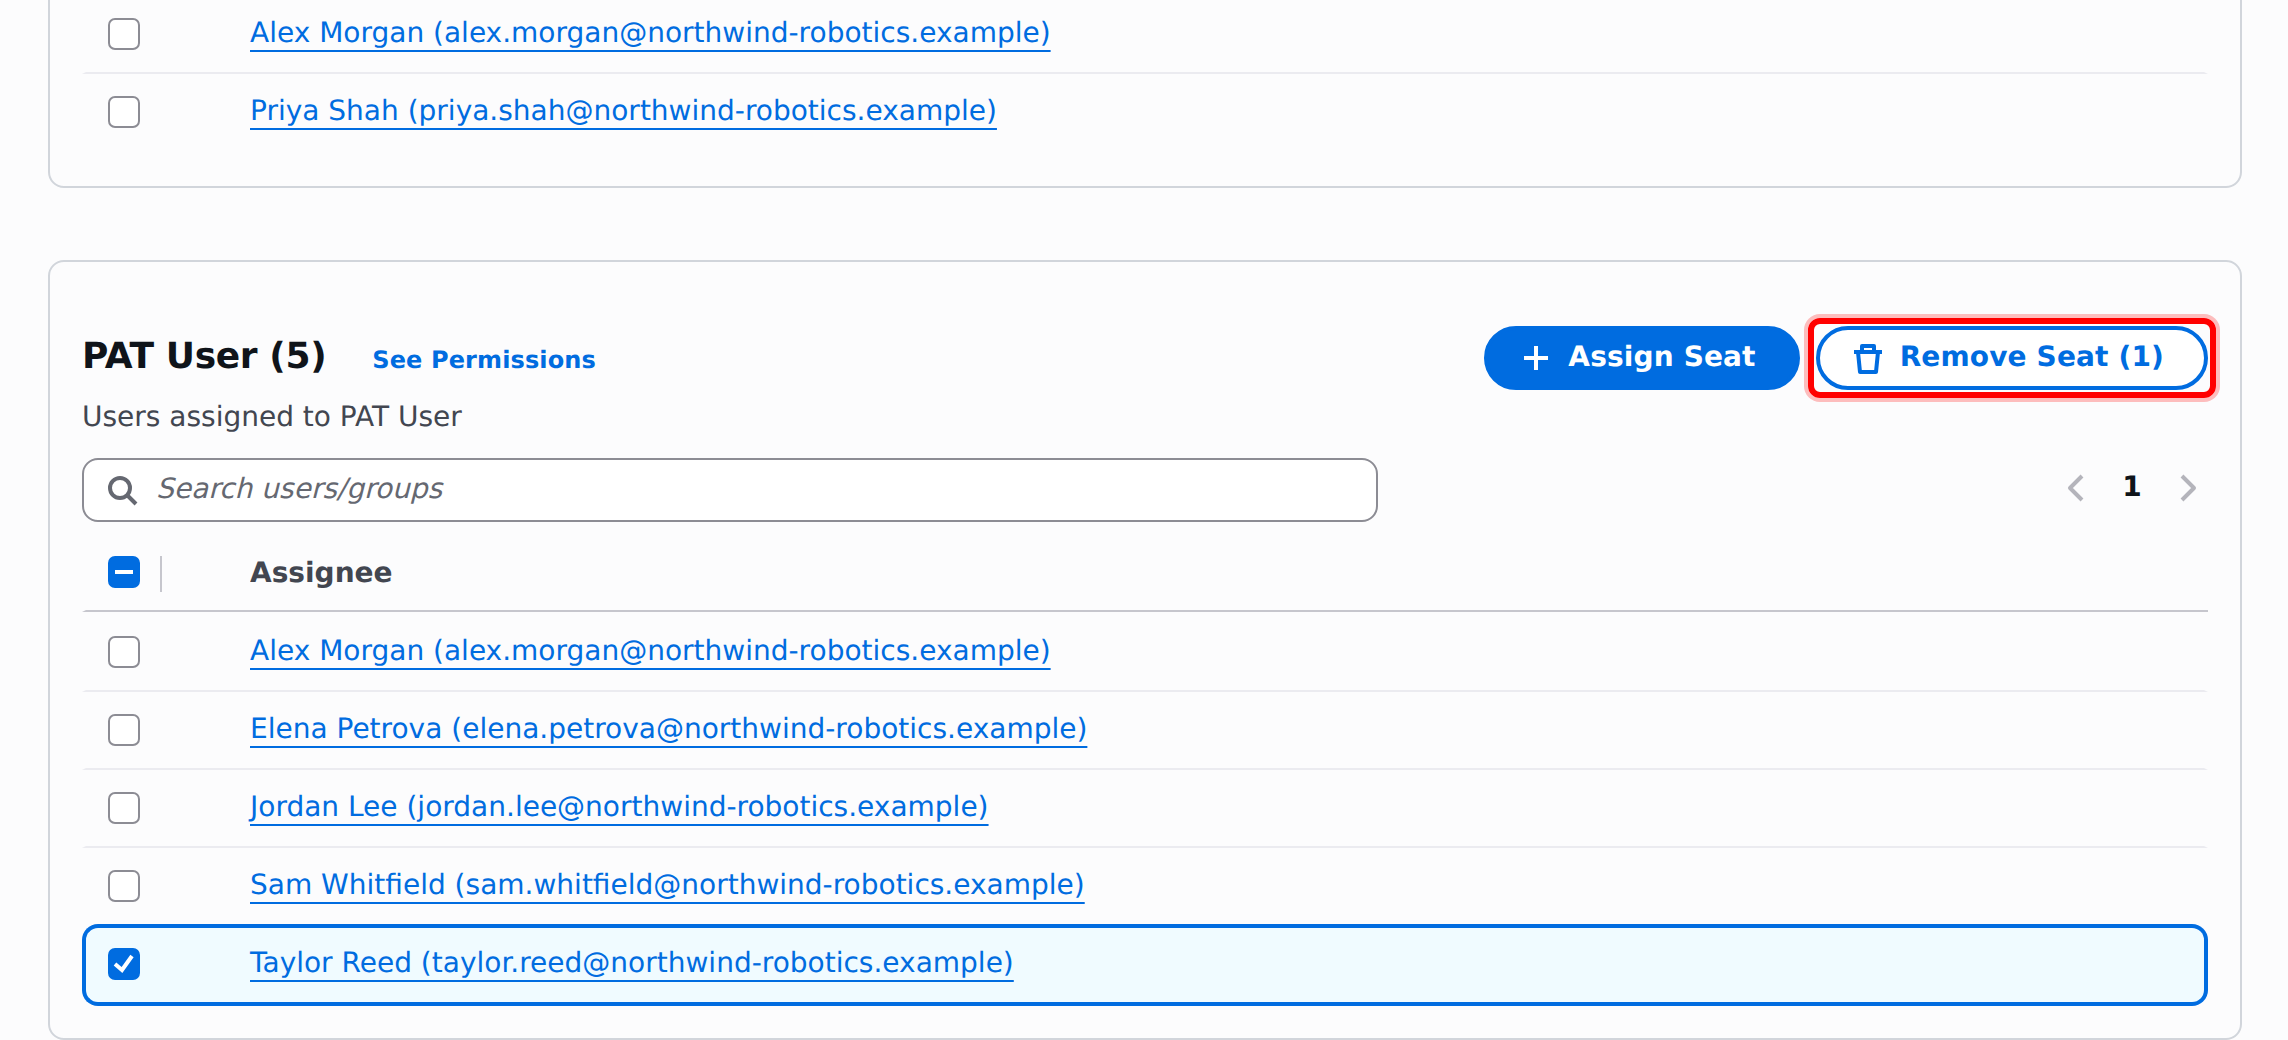 Alex Morgan (alex.morgan@northwind-robotics.example)
Priya Shah (priya.shah@northwind-robotics.example)
PAT User (5) See Permissions + Assign Seat Remove Seat (1)
Users assigned to PAT User
Search users/groups 1
Assignee
Alex Morgan (alex.morgan@northwind-robotics.example)
Elena Petrova (elena.petrova@northwind-robotics.example)
Jordan Lee (jordan.lee@northwind-robotics.example)
Sam Whitfield (sam.whitfield@northwind-robotics.example)
Taylor Reed (taylor.reed@northwind-robotics.example)